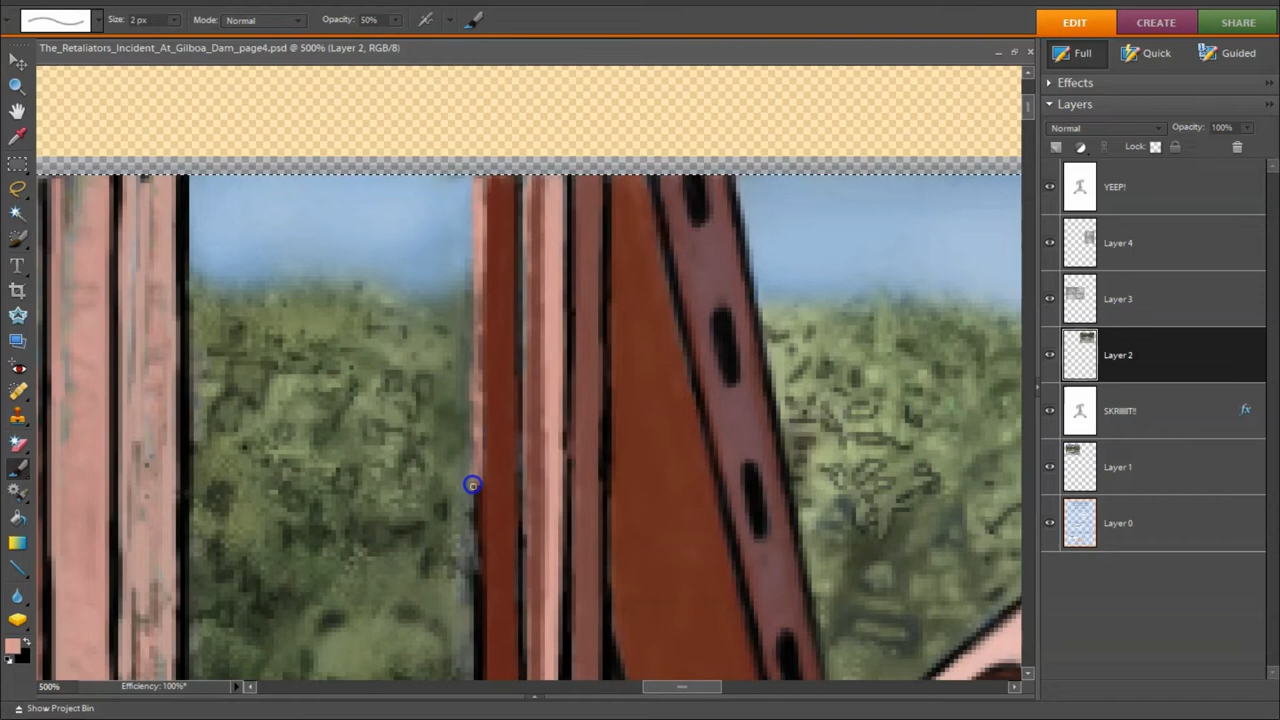 Size: 2 px Mode: Normal Opacity: 50%
EDIT CREATE SHARE
The_Retaliators_Incident_At_Gilboa_Dam_page4.psd @ 500% (Layer 2, RGB/8)
Full Quick Guided
Effects
Layers
Normal Opacity: 100%
Lock:
YEEP!
Layer 4
Layer 3
Layer 2
SKRIIIIIT!! fx
Layer 1
Layer 0
500% Efficiency: 100%*
Show Project Bin